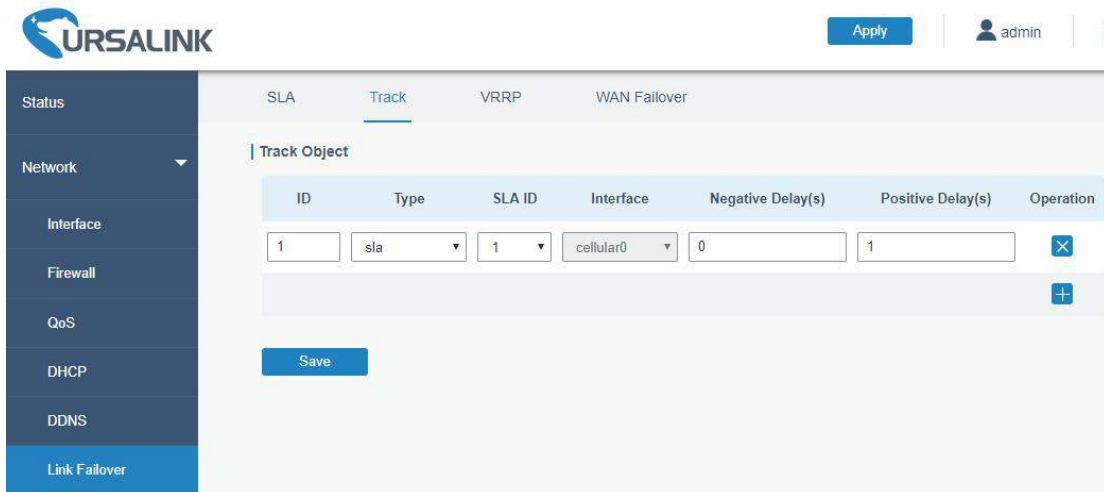 URSALINK
Apply
admin
Status
SLA Track VRRP WAN Failover
Network
Track Object
ID Type SLA ID Interface Negative Delay(s) Positive Delay(s) Operation
Interface
1 sla 1 cellular0 0 1
Firewall
QoS
DHCP
Save
DDNS
Link Failover